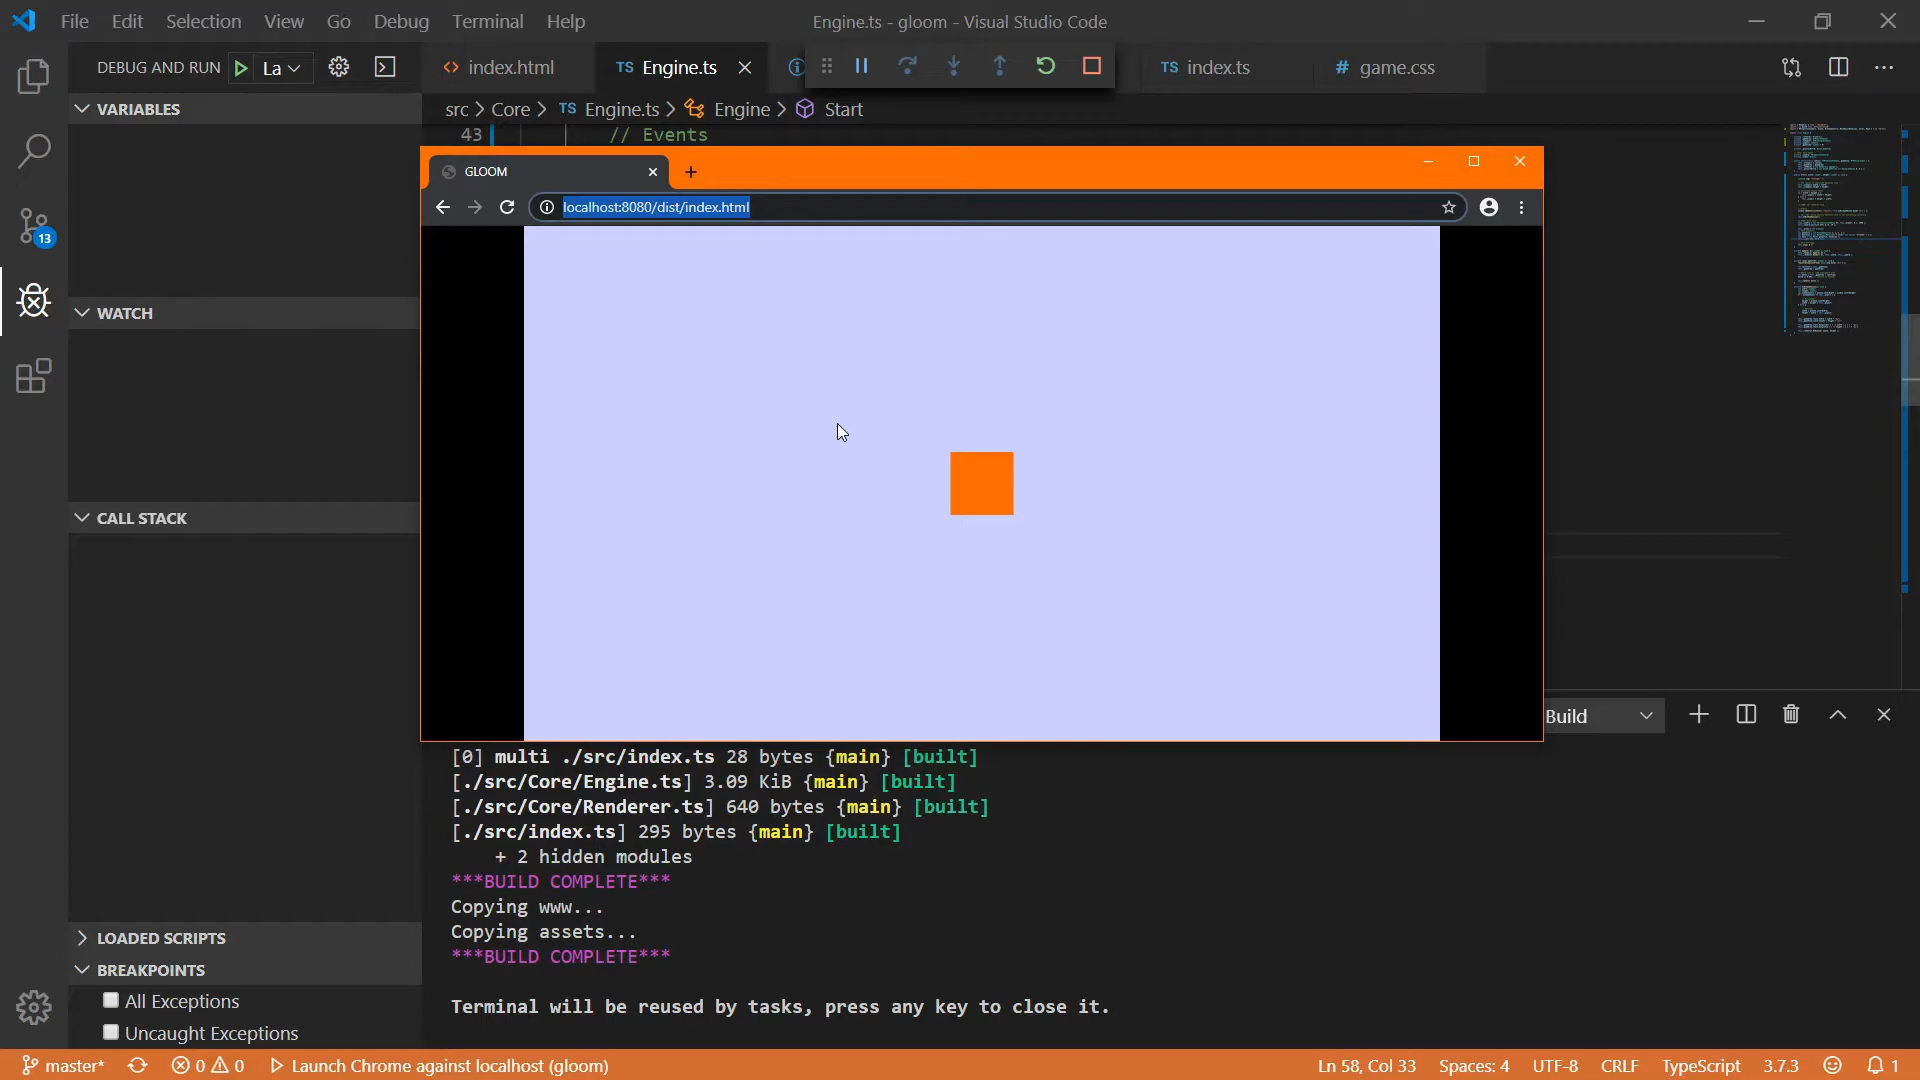 File Edit Selection View Go Debug Terminal Help
Engine.ts - gloom - Visual Studio Code
DEBUG AND RUN La
index.html
TS Engine.ts
TS index.ts
# game.css
src > Core > TS Engine.ts > Engine > Start
VARIABLES
43 // Events
GLOOM
localhost:8080/dist/index.html
13
WATCH
CALL STACK
Build
[0] multi ./src/index.ts 28 bytes {main} [built]
[./src/Core/Engine.ts] 3.09 KiB {main} [built]
[./src/Core/Renderer.ts] 640 bytes {main} [built]
[./src/index.ts] 295 bytes {main} [built]
+ 2 hidden modules
***BUILD COMPLETE***
Copying www...
Copying assets...
***BUILD COMPLETE***
Terminal will be reused by tasks, press any key to close it.
LOADED SCRIPTS
BREAKPOINTS
All Exceptions
Uncaught Exceptions
master* 0 0 Launch Chrome against localhost (gloom)
Ln 58, Col 33 Spaces: 4 UTF-8 CRLF TypeScript 3.7.3 1